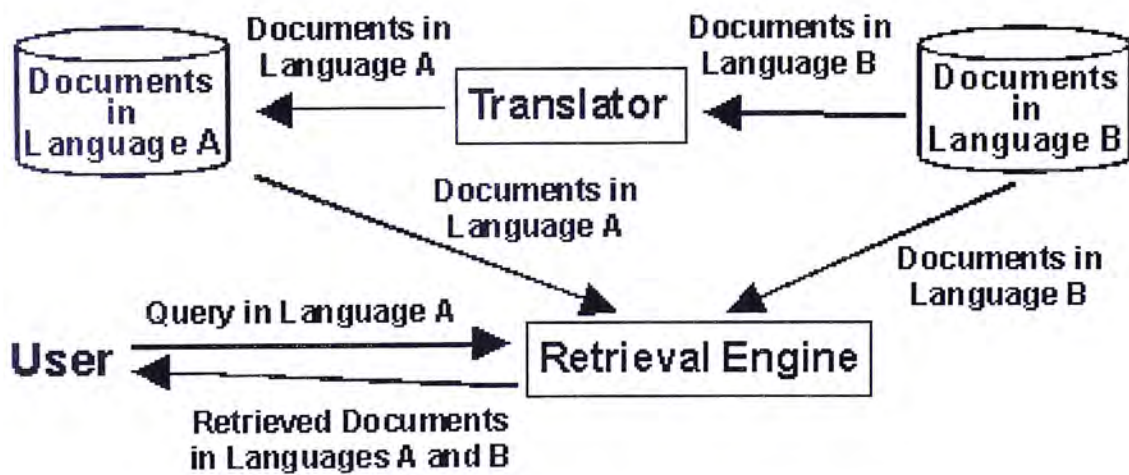 Documents in
Language A
Documents in
Language B
Documents
in
Language A
Translator
Documents
in
Language B
Documents in
Language A
Documents in
Language B
Query in Language A
User
Retrieval Engine
Retrieved Documents
in Languages A and B